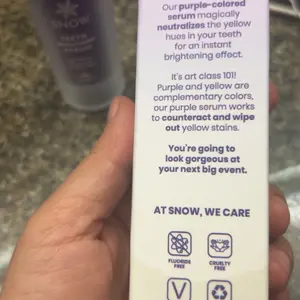 SNOW
TEETH
Our purple-colored
serum magically
neutralizes the yellow
hues in your teeth
for an instant
brightening effect.
It's art class 101!
Purple and yellow are
complementary colors,
our purple serum works
to counteract and wipe
out yellow stains.
You're going to
look gorgeous at
your next big event.
AT SNOW, WE CARE
FLUORIDE
FREE
CRUELTY
FREE
V